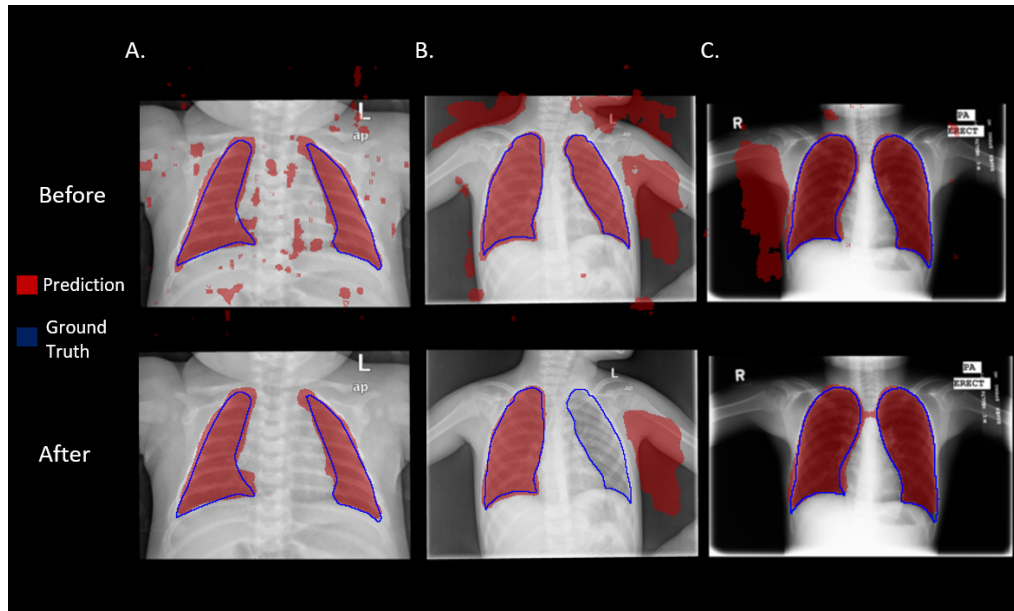 A.
B.
C.
L
ap
L
R
PA
ERECT
Before
Prediction
Ground
Truth
L
ap
L
R
PA
ERECT
After